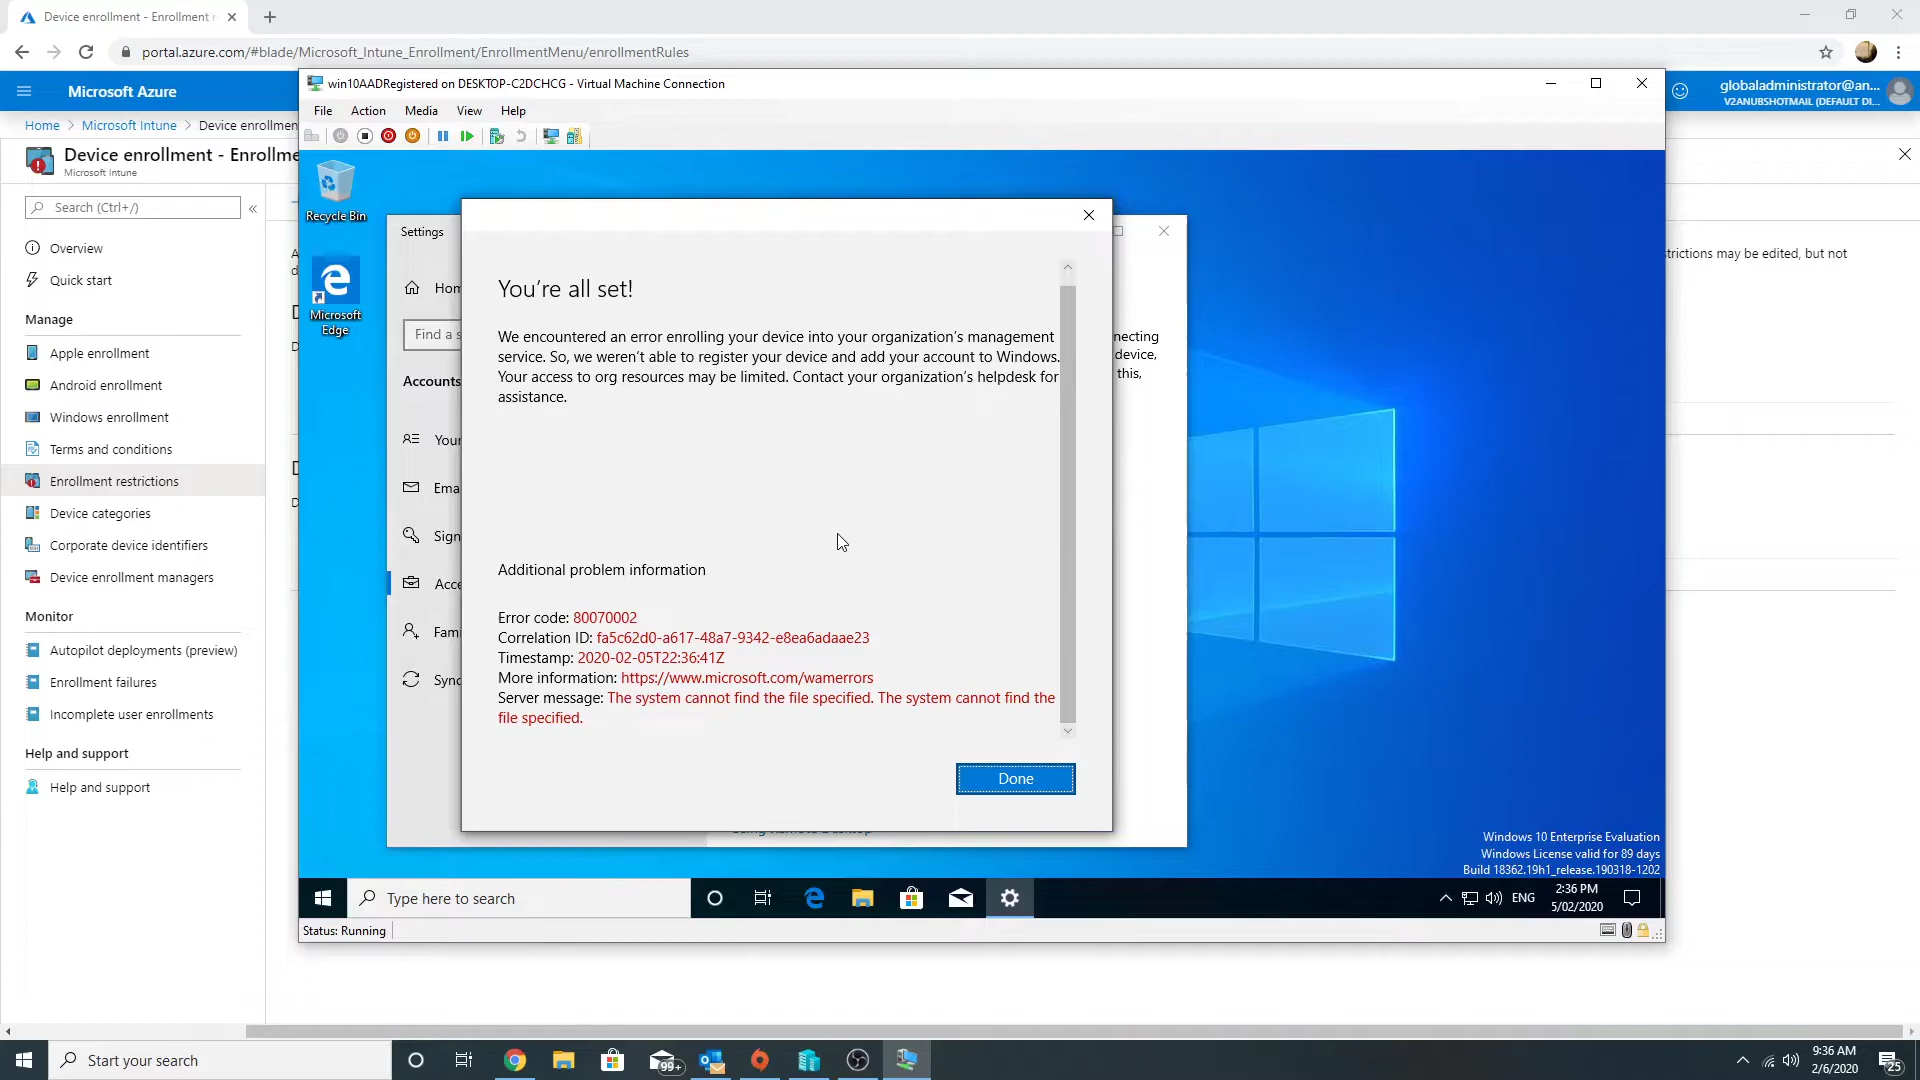 Device enrollment - Enrollment r
portal.azure.com/#blade/Microsoft_Intune_Enrollment/EnrollmentMenu/enrollmentRules
Microsoft Azure
globaladministrator@an...
V2ANUBSHOTMAIL (DEFAULT DI...
Home > Microsoft Intune > Device enrollment
Device enrollment - Enrollme
Microsoft Intune
Search (Ctrl+/)
Overview
Quick start
Manage
Apple enrollment
Android enrollment
Windows enrollment
Terms and conditions
Enrollment restrictions
Device categories
Corporate device identifiers
Device enrollment managers
Monitor
Autopilot deployments (preview)
Enrollment failures
Incomplete user enrollments
Help and support
Help and support
strictions may be edited, but not
win10AADRegistered on DESKTOP-C2DCHCG - Virtual Machine Connection
File Action Media View Help
Recycle Bin
Microsoft
Edge
Settings
Hom
Find a s
Accounts
Your
Ema
Sign
Acce
Fami
Sync
necting
device,
this,
You're all set!
We encountered an error enrolling your device into your organization's management
service. So, we weren't able to register your device and add your account to Windows.
Your access to org resources may be limited. Contact your organization's helpdesk for
assistance.
Additional problem information
Error code: 80070002
Correlation ID: fa5c62d0-a617-48a7-9342-e8ea6adaae23
Timestamp: 2020-02-05T22:36:41Z
More information: https://www.microsoft.com/wamerrors
Server message: The system cannot find the file specified. The system cannot find the
file specified.
Done
Windows 10 Enterprise Evaluation
Windows License valid for 89 days
Build 18362.19h1_release.190318-1202
Type here to search
ENG
2:36 PM
5/02/2020
Status: Running
Start your search
99+
9:36 AM
2/6/2020
25